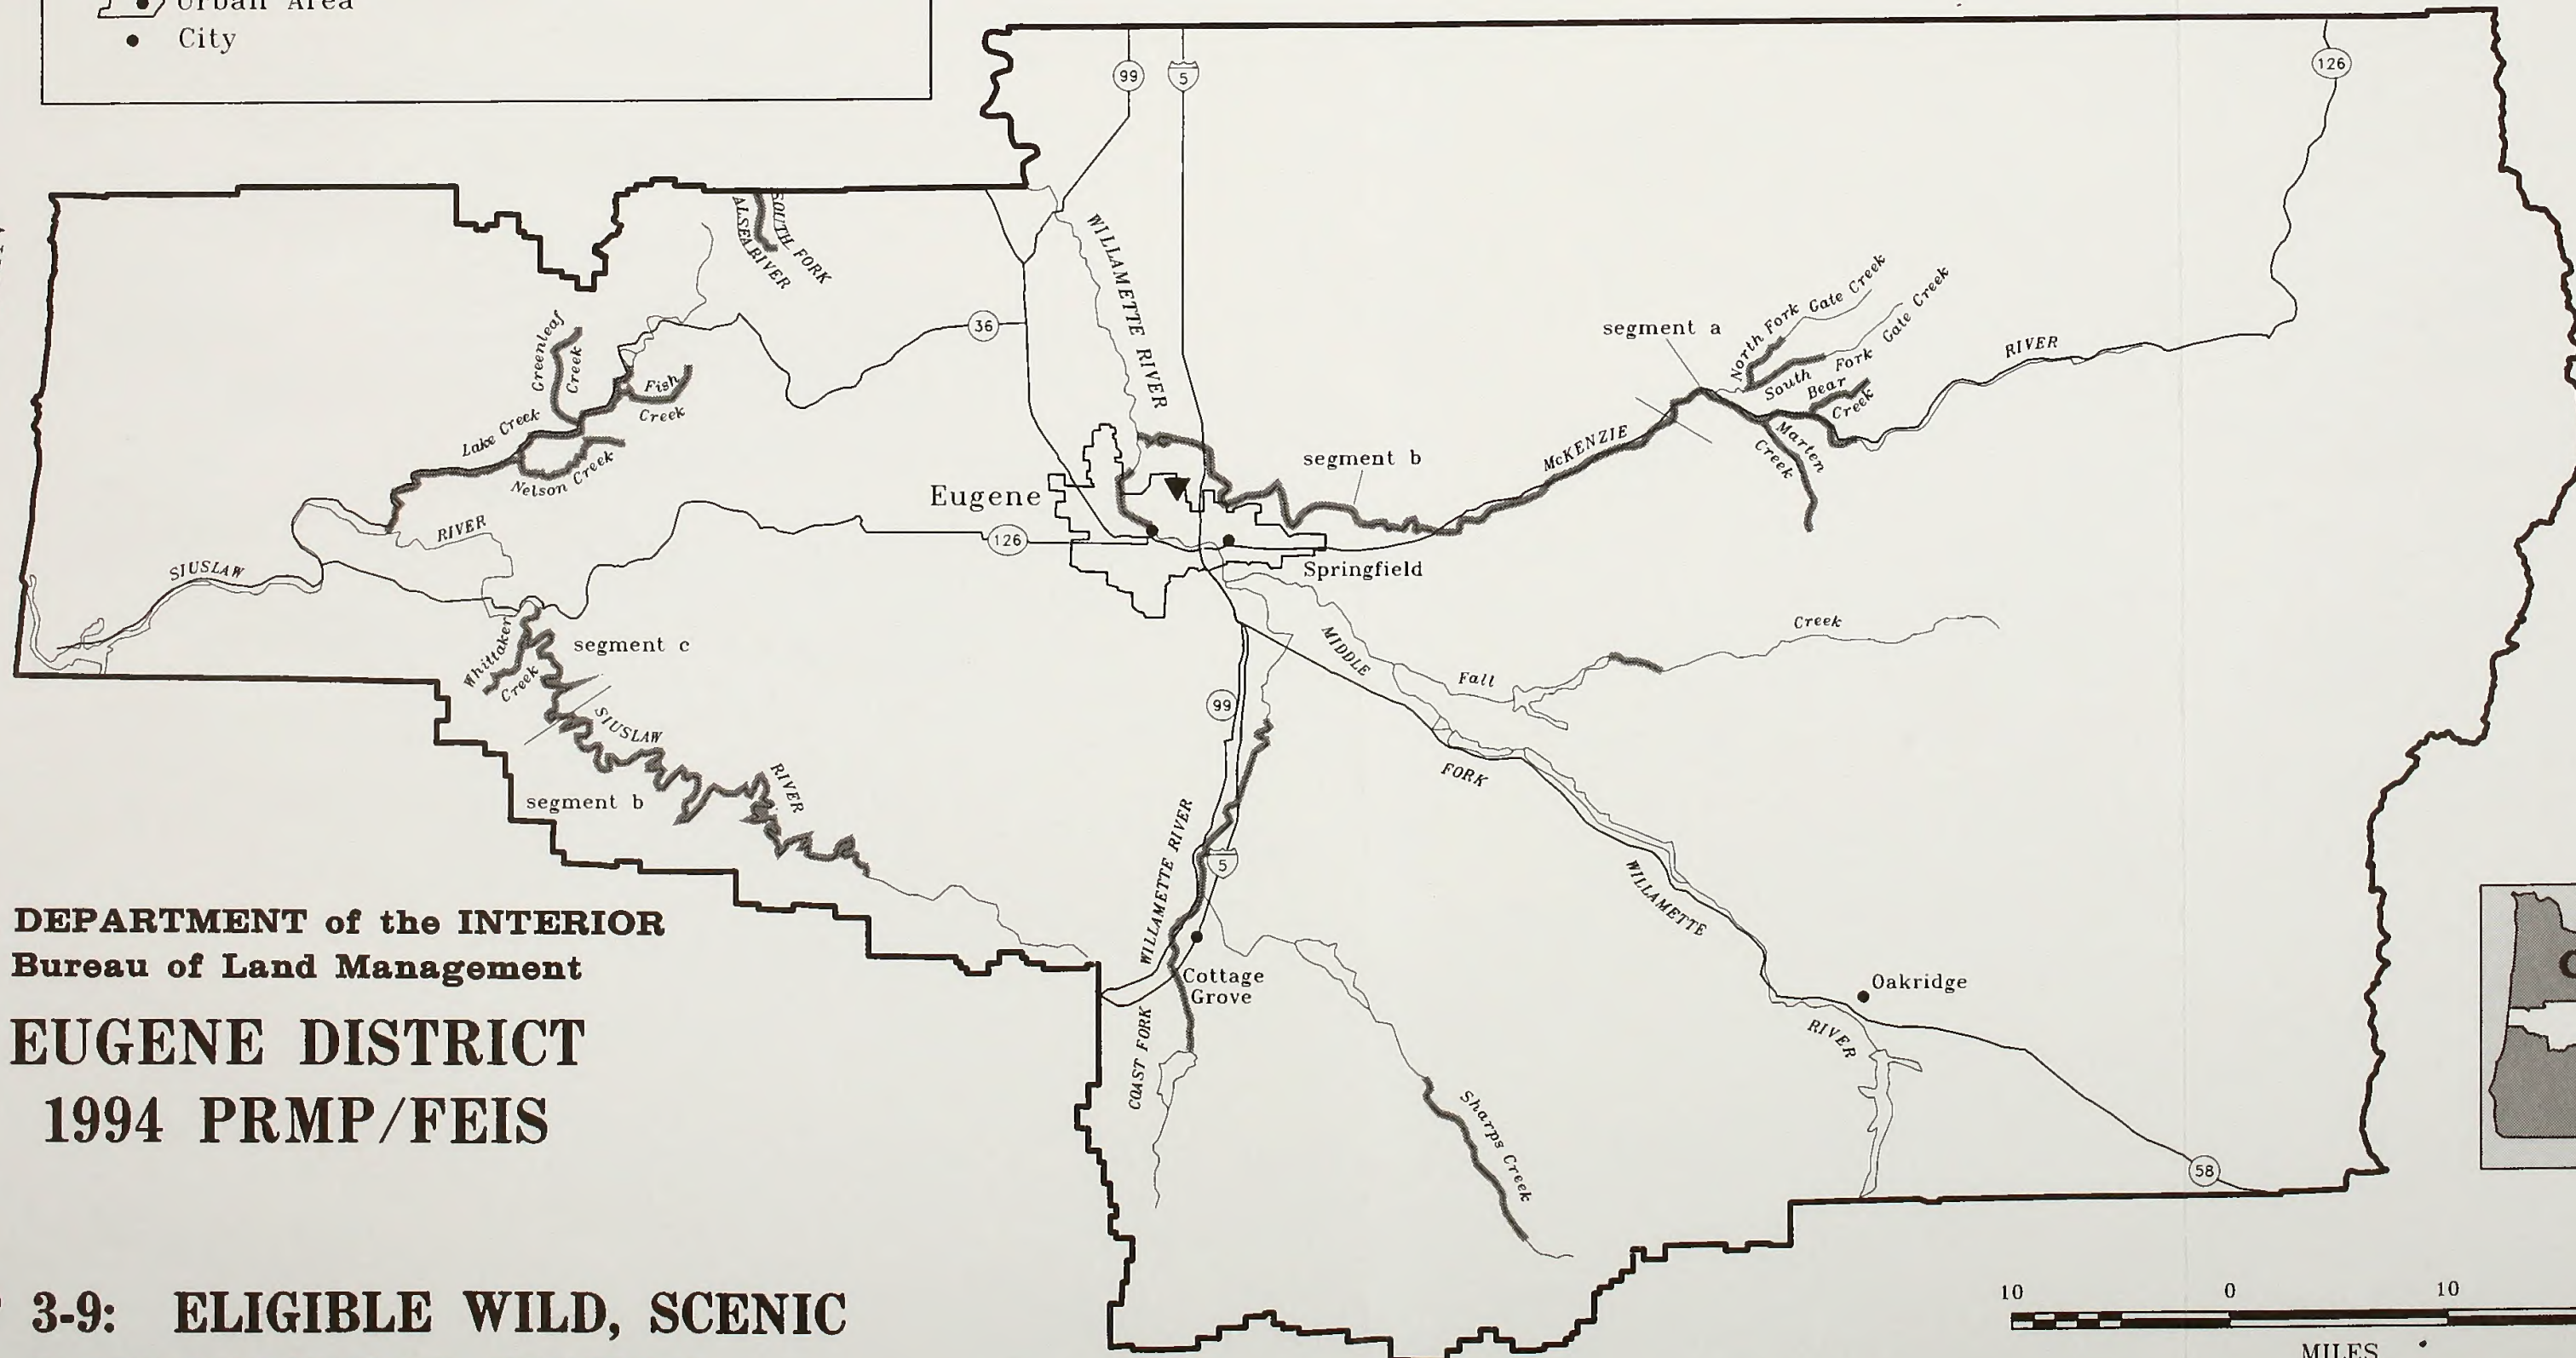 Urban Area
City
99
5
126
SOUTH FORK
ALSEA RIVER
WILLAMETTE RIVER
36
Greenleaf
Creek
Fish
Creek
Lake Creek
Nelson Creek
segment a
North Fork Gate Creek
South Fork Gate Creek
Bear
Creek
Marten
Creek
RIVER
McKENZIE
segment b
Eugene
126
Springfield
RIVER
SIUSLAW
Whittaker
Creek
segment c
SIUSLAW
RIVER
segment b
MIDDLE
FORK
WILLAMETTE
RIVER
Fall
Creek
99
5
WILLAMETTE RIVER
COAST FORK
Cottage
Grove
Sharps Creek
Oakridge
58
DEPARTMENT of the INTERIOR
Bureau of Land Management
EUGENE DISTRICT
1994 PRMP/FEIS
3-9: ELIGIBLE WILD, SCENIC
10 0 10
MILES